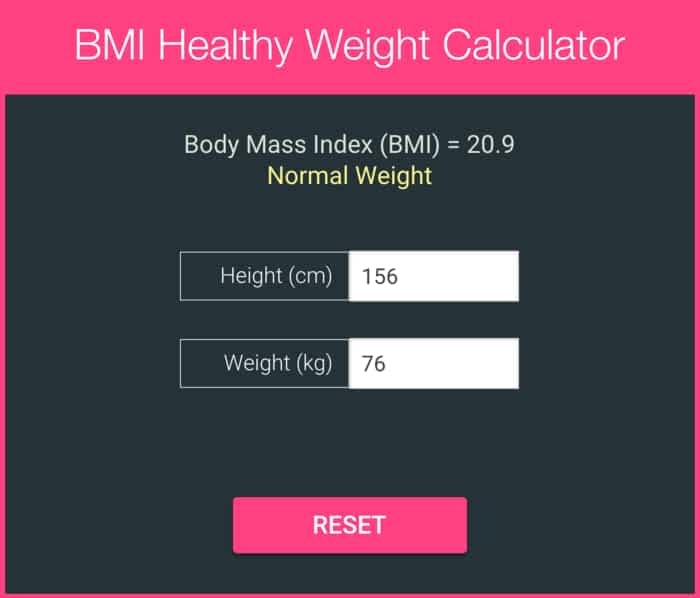 BMI Healthy Weight Calculator
Body Mass Index (BMI) = 20.9
Normal Weight
Height (cm) 156
Weight (kg) 76
RESET